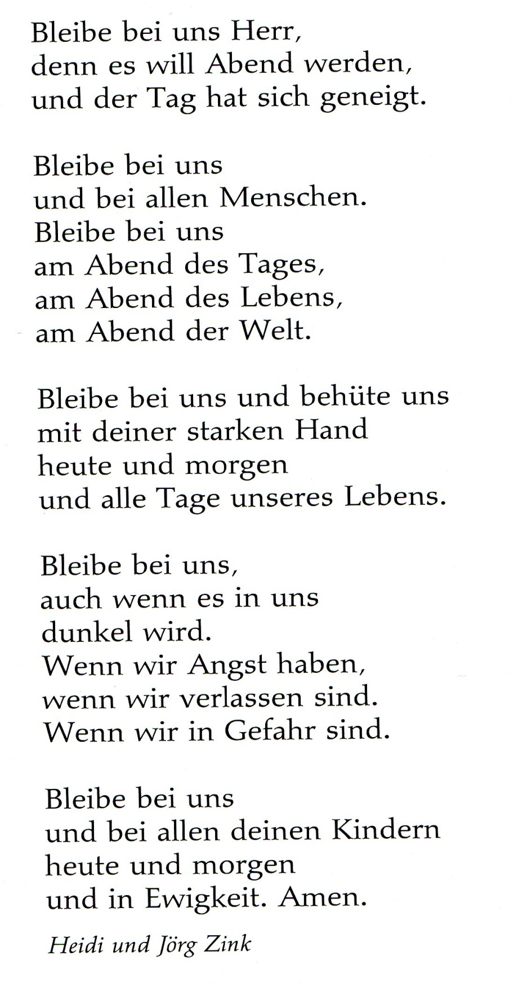 Bleibe bei uns Herr,
denn es will Abend werden,
und der Tag hat sich geneigt.

Bleibe bei uns
und bei allen Menschen.
Bleibe bei uns
am Abend des Tages,
am Abend des Lebens,
am Abend der Welt.

Bleibe bei uns und behüte uns
mit deiner starken Hand
heute und morgen
und alle Tage unseres Lebens.

Bleibe bei uns,
auch wenn es in uns
dunkel wird.
Wenn wir Angst haben,
wenn wir verlassen sind.
Wenn wir in Gefahr sind.

Bleibe bei uns
und bei allen deinen Kindern
heute und morgen
und in Ewigkeit. Amen.

Heidi und Jörg Zink